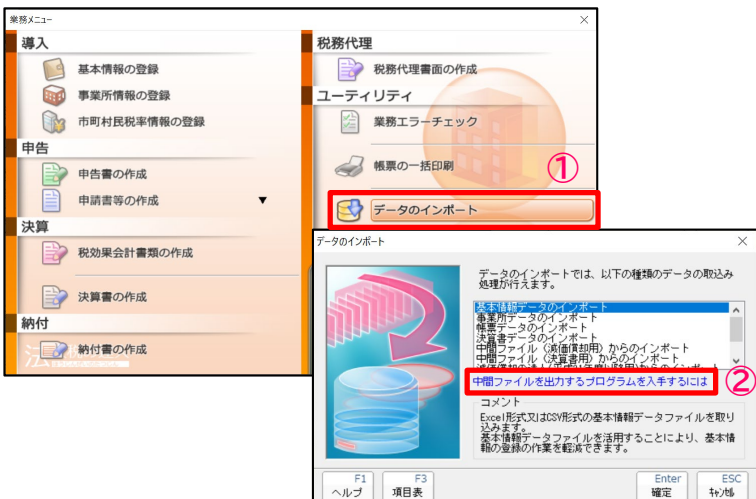 業務メニュー
導入
基本情報の登録
事業所情報の登録
市町村民税率情報の登録
申告
申告書の作成
申請書等の作成 ▼
決算
税効果会計書類の作成
決算書の作成
納付
納付書の作成
税務代理
税務代理書面の作成
ユーティリティ
業務エラーチェック
帳票の一括印刷
①
データのインポート
データのインポート
データのインポートでは、以下の種類のデータの取込み
処理が行えます。
基本情報データのインポート
事業所データのインポート
帳票データのインポート
決算書データのインポート
中間ファイル（減価償却用）からのインポート
中間ファイル（決算書用）からのインポート
中間ファイルを出力するプログラムを入手するには
②
コメント
Excel形式又はCSV形式の基本情報データファイルを取り
込みます。
基本情報データファイルを活用することにより、基本情
報の登録の作業を軽減できます。
F1
ヘルプ
F3
項目表
Enter
確定
ESC
ｷｬﾝｾﾙ